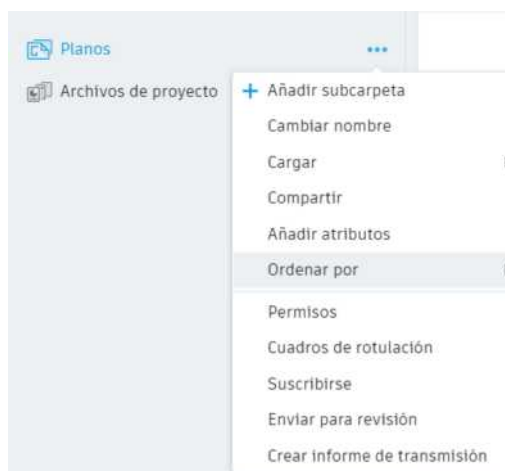 Planos
Archivos de proyecto
Añadir subcarpeta
Cambiar nombre
Cargar
Compartir
Añadir atributos
Ordenar por
Permisos
Cuadros de rotulación
Suscribirse
Enviar para revisión
Crear informe de transmisión